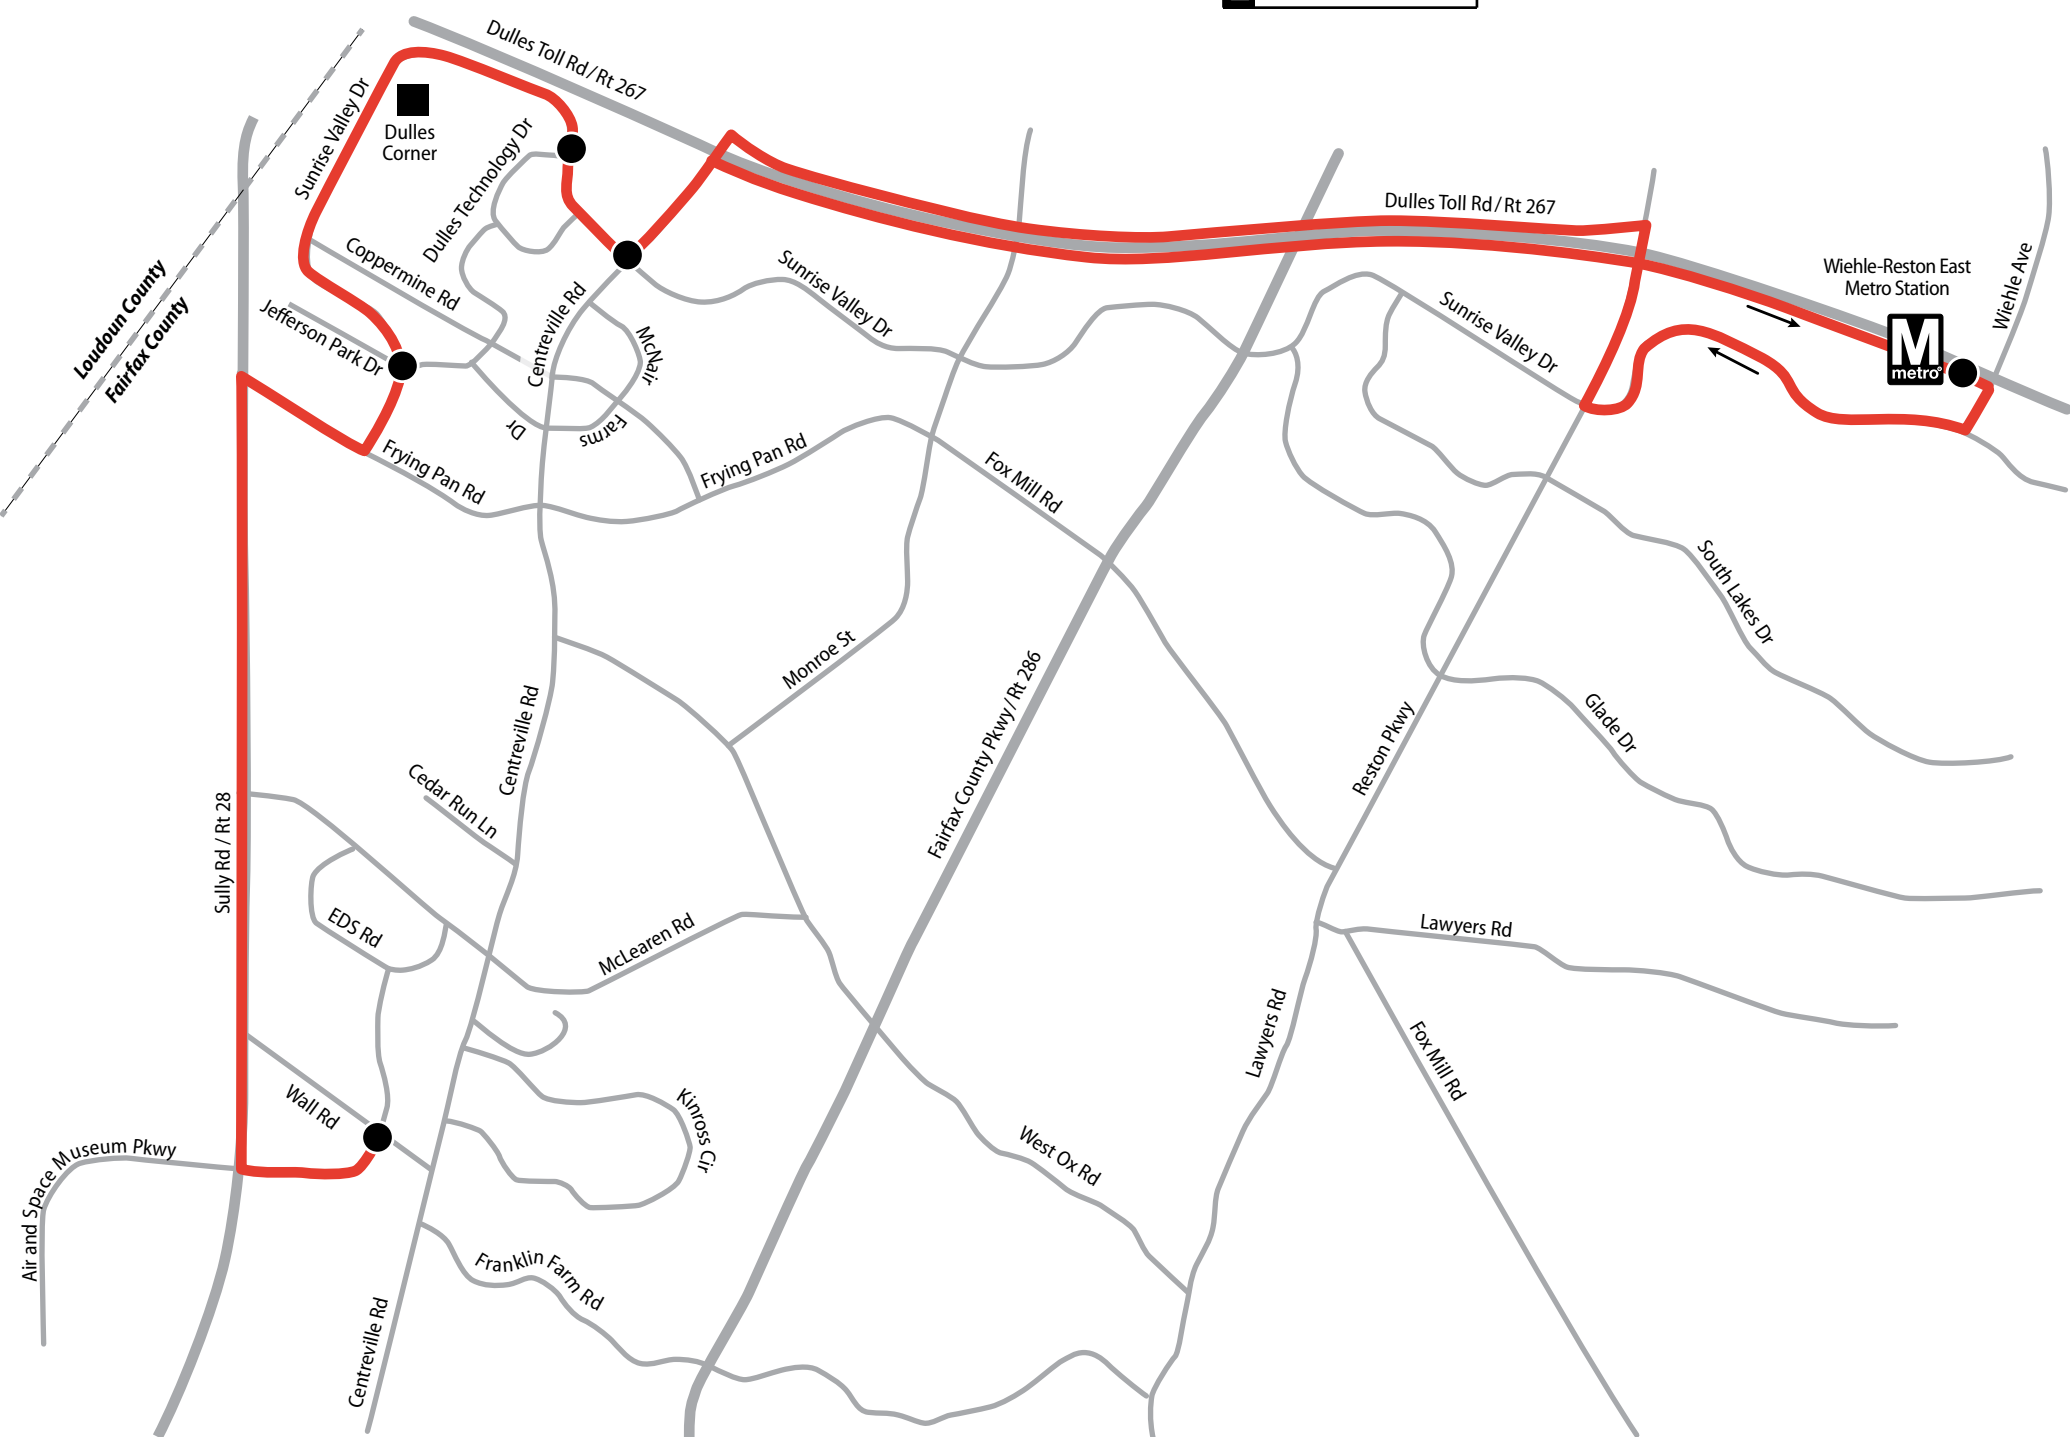 Dulles Toll Rd/Rt 267
Sunrise Valley Dr
Dulles
Corner
Dulles Technology Dr
Dulles Toll Rd/Rt 267
Wiehle-Reston East
Metro Station
Wiehle Ave
M
metro
Loudoun County
Fairfax County
Coppermine Rd
Jefferson Park Dr
Centreville Rd
McNair
Farms
Dr
Sunrise Valley Dr
Sunrise Valley Dr
Frying Pan Rd
Frying Pan Rd
Fox Mill Rd
South Lakes Dr
Monroe St
Fairfax County Pkwy/Rt 286
Reston Pkwy
Glade Dr
Centreville Rd
Cedar Run Ln
Sully Rd / Rt 28
EDS Rd
McLearen Rd
Lawyers Rd
Lawyers Rd
Fox Mill Rd
Wall Rd
Kinross Cir
West Ox Rd
Air and Space Museum Pkwy
Franklin Farm Rd
Centreville Rd